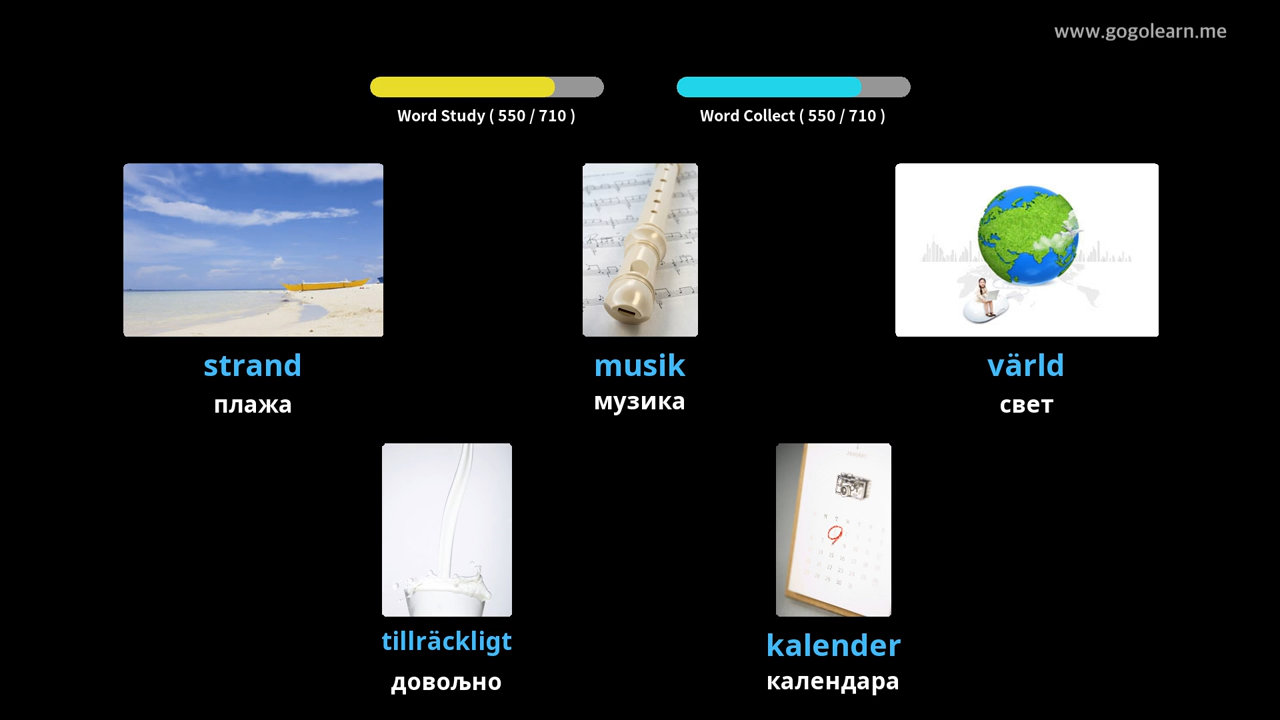 www.gogolearn.me
Word Study ( 550 / 710 )
Word Collect ( 550 / 710 )
strand
musik
värld
плажа
музика
свет
9
tillräckligt
kalender
довољно
календара